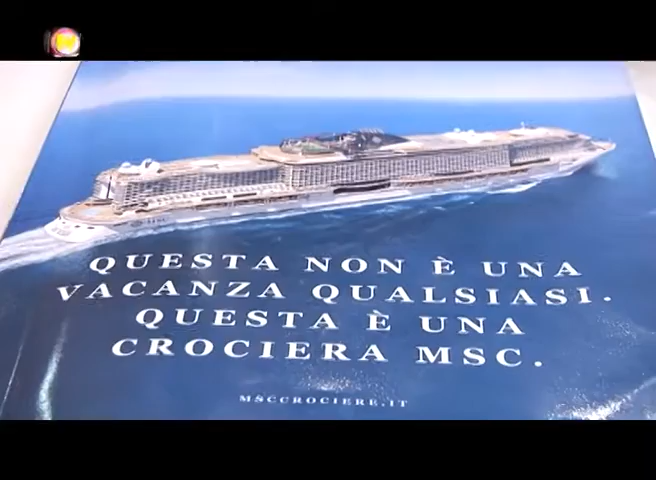 QUESTA NON È UNA
VACANZA QUALSIASI.
QUESTA È UNA
CROCIERA MSC.
MSCCROCIERE.IT